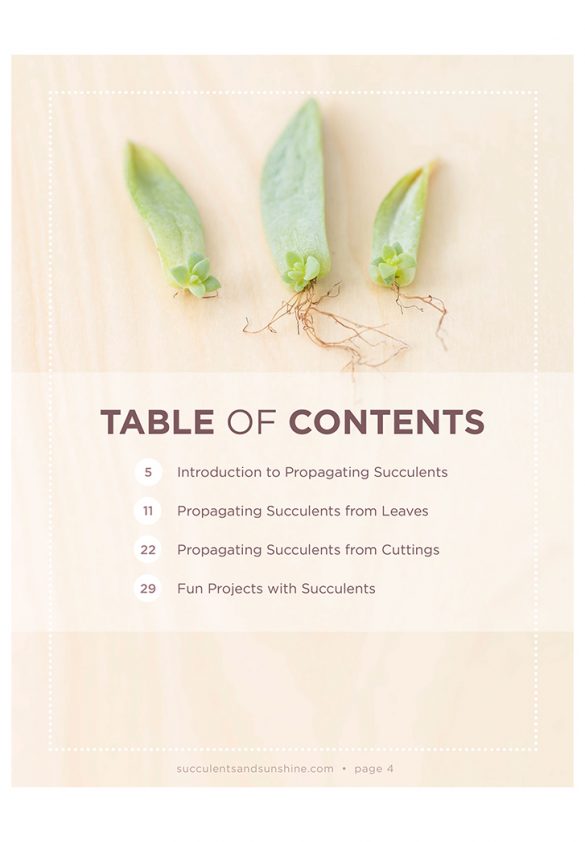 TABLE OF CONTENTS
5 Introduction to Propagating Succulents
11 Propagating Succulents from Leaves
22 Propagating Succulents from Cuttings
29 Fun Projects with Succulents
succulentsandsunshine.com • page 4